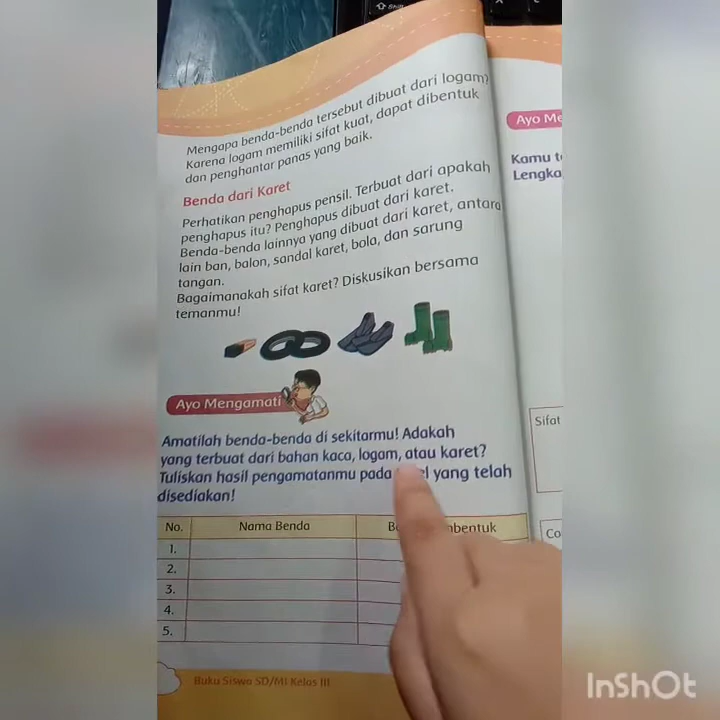 Shift
Mengapa benda-benda tersebut dibuat dari logam?
Karena logam memiliki sifat kuat, dapat dibentuk
dan penghantar panas yang baik.
Benda dari Karet
Perhatikan penghapus pensil. Terbuat dari apakah
penghapus itu? Penghapus dibuat dari karet.
Benda-benda lainnya yang dibuat dari karet, antara
lain ban, balon, sandal karet, bola, dan sarung
tangan.
Bagaimanakah sifat karet? Diskusikan bersama
temanmu!
Ayo Mengamati
Amatilah benda-benda di sekitarmu! Adakah
yang terbuat dari bahan kaca, logam, atau karet?
Tuliskan hasil pengamatanmu pada yang telah
disediakan!
No. Nama Benda
1.
2.
3.
4.
5.
Buku Siswa SD/MI Kelas III
Ayo
Kamu
Sifat
InShOt